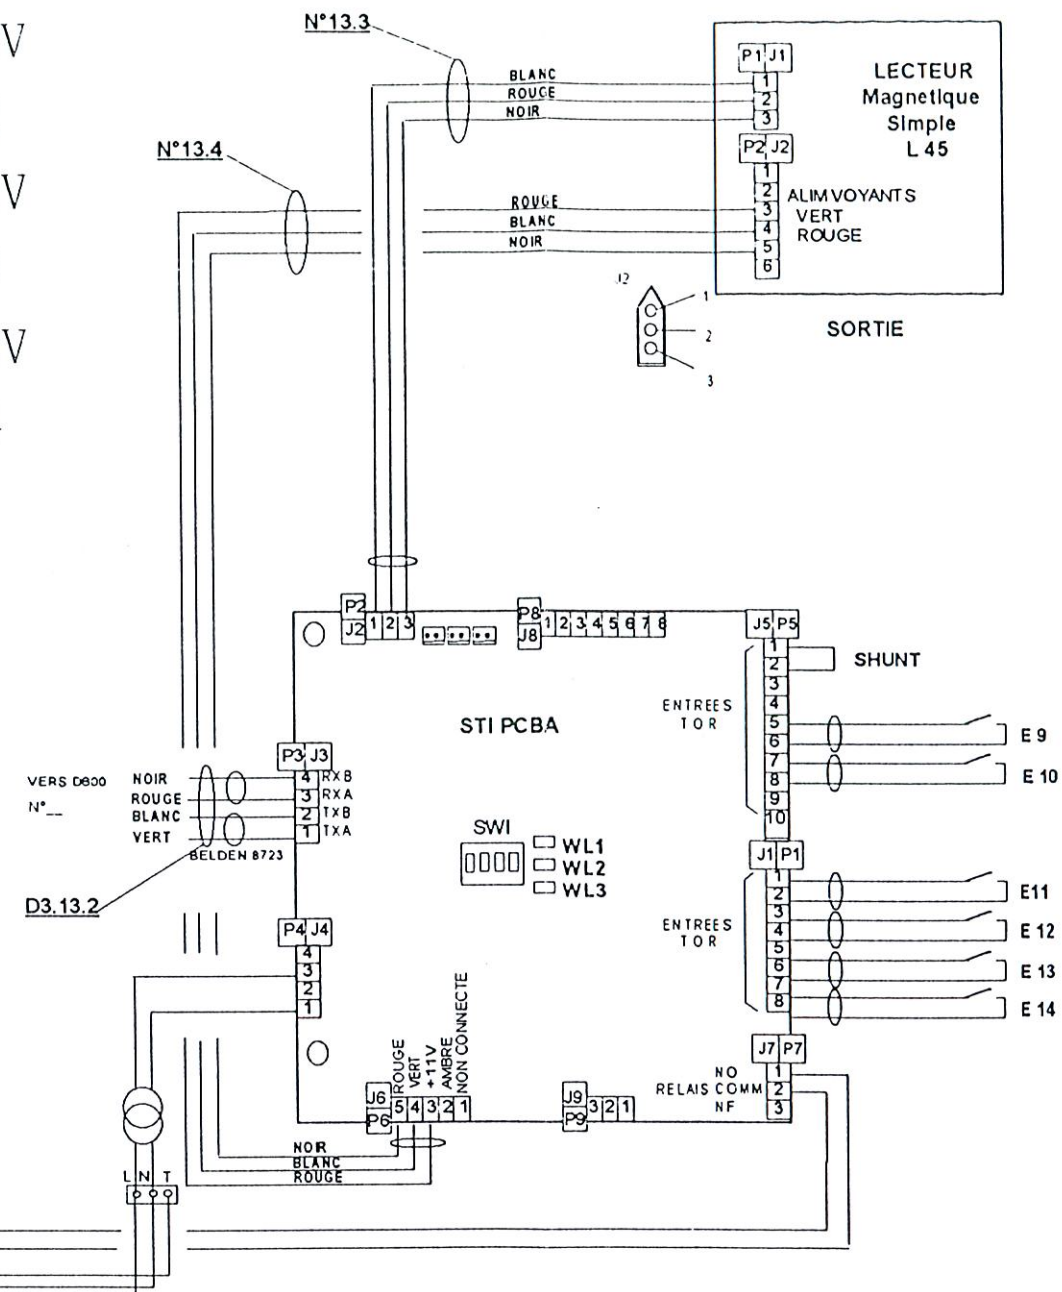 V
N°13.3
P1 J1
1
2
3
BLANC
ROUGE
NOIR
LECTEUR
Magnetique
Simple
L 45
N°13.4
P2 J2
1
2
3
4
5
6
V
ROUGE
BLANC
NOIR
ALIM VOYANTS
VERT
ROUGE
J2
1
2
3
SORTIE
V
P2
J2
1 2 3
P8
J8
1 2 3 4 5 6 7 8
J5 P5
1
2
3
4
5
6
7
8
9
10
SHUNT
ENTREES
TOR
STI PCBA
E 9
E 10
P3 J3
4 RXB
3 RXA
2 TXB
1 TXA
VERS D600
N°__
NOIR
ROUGE
BLANC
VERT
BELDEN 8723
D3.13.2
SWI
WL1
WL2
WL3
J1 P1
1
2
3
4
5
6
7
8
ENTREES
TOR
E11
E 12
E 13
E 14
P4 J4
4
3
2
1
ROUGE
VERT
+11V
AMBRE
NON CONNECTE
J6
P6
5 4 3 2 1
J9
P9
3 2 1
J7 P7
1
2
3
NO
RELAIS COMM
NF
NOIR
BLANC
ROUGE
L N T